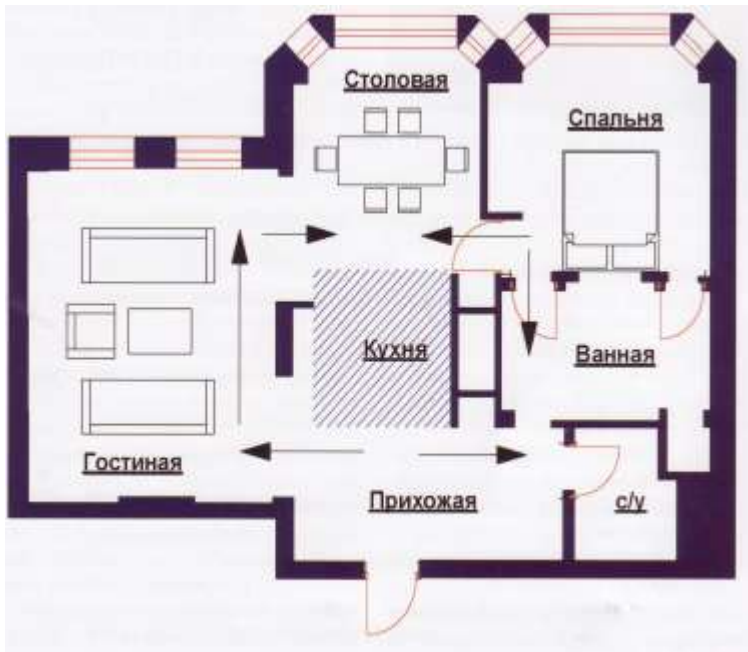 Столовая
Спальня
Кухня
Ванная
Гостиная
Прихожая
с/у